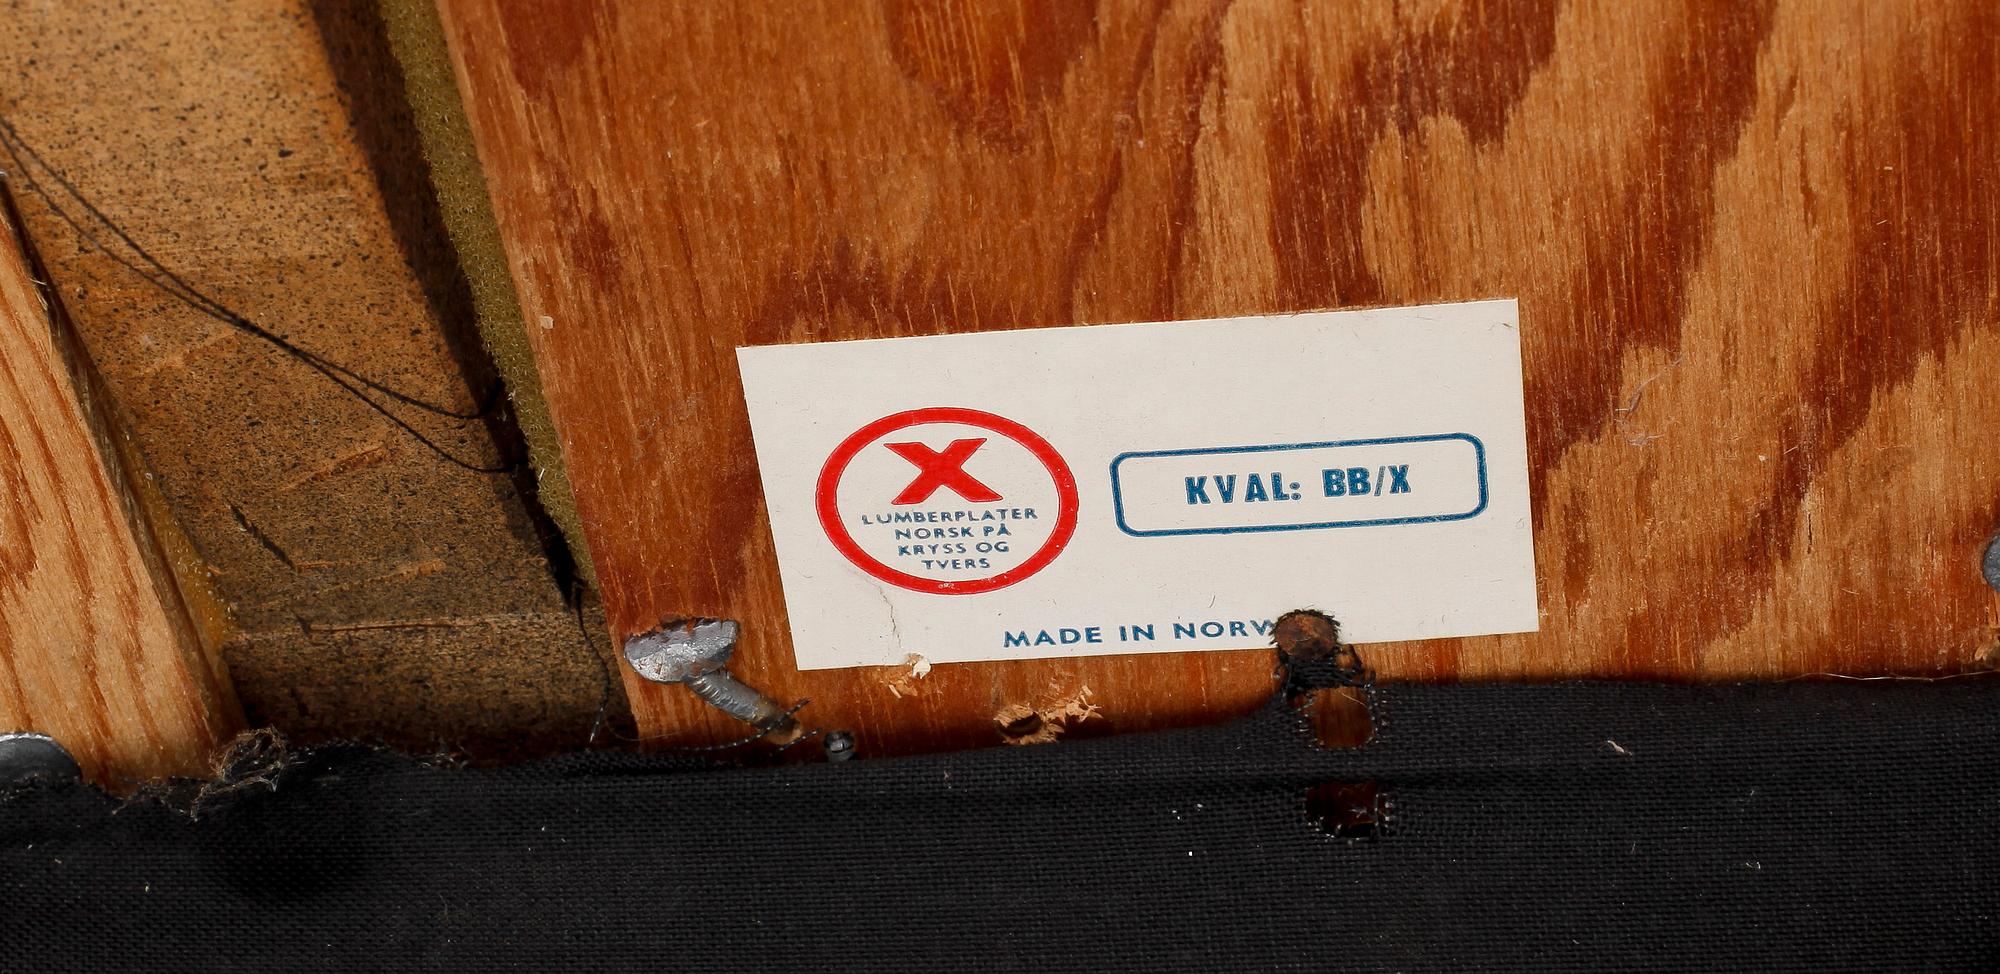 X
LUMBERPLATER
NORSK PÅ
KRYSS OG
TVERS
KVAL: BB/X
MADE IN NORW